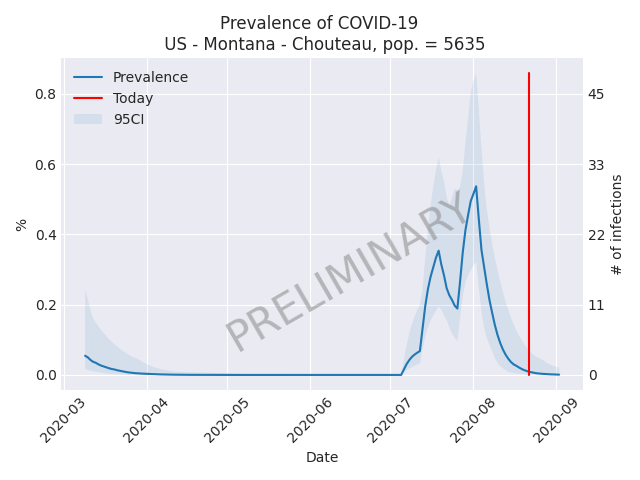 Prevalence of COVID-19
US - Montana - Chouteau, pop. = 5635
Prevalence
Today
95CI
PRELIMINARY
%
0.8
0.6
0.4
0.2
0.0
45
33
22
11
0
# of infections
2020-03
2020-04
2020-05
2020-06
2020-07
2020-08
2020-09
Date